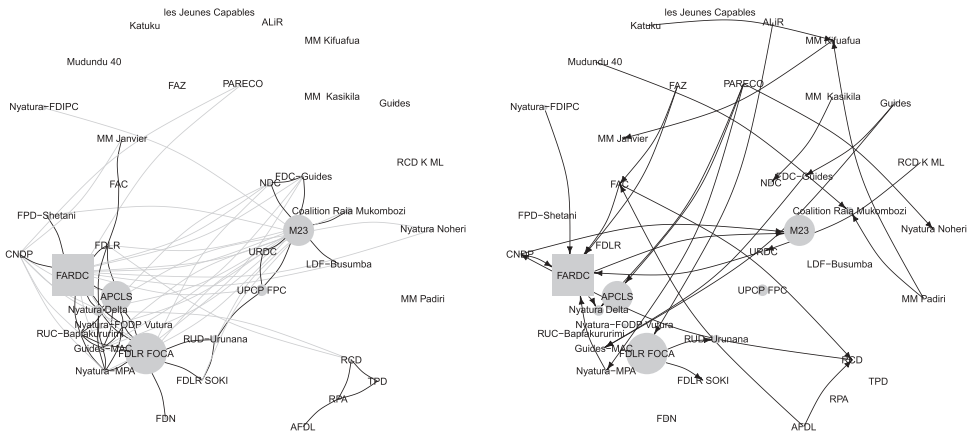 les Jeunes Capables
Katuku
ALiR
MM Kifuafua
Mudundu 40
FAZ
PARECO
MM Kasikila
Guides
Nyatura−FDIPC
MM Janvier
RCD K ML
FAC
NDC
FDC−Guides
FPD−Shetani
Coalition Raia Mukombozi
M23
Nyatura Noheri
CNDP
FDLR
URDC
LDF−Busumba
FARDC
UPCP FPC
APCLS
MM Padiri
Nyatura Delta
Nyatura−FODP Vutura
RUC−Bapfakururimi
RUD−Urunana
Guides−MAC
FDLR FOCA
RCD
Nyatura−MPA
FDLR SOKI
TPD
RPA
FDN
AFDL
les Jeunes Capables
Katuku
ALiR
MM Kifuafua
Mudundu 40
FAZ
PARECO
MM Kasikila
Guides
Nyatura−FDIPC
MM Janvier
RCD K ML
FAC
NDC
FDC−Guides
FPD−Shetani
Coalition Raia Mukombozi
M23
Nyatura Noheri
CNDP
FDLR
URDC
LDF−Busumba
FARDC
UPCP FPC
APCLS
MM Padiri
Nyatura Delta
Nyatura−FODP Vutura
RUC−Bapfakururimi
RUD−Urunana
Guides−MAC
FDLR FOCA
RCD
Nyatura−MPA
FDLR SOKI
TPD
RPA
FDN
AFDL